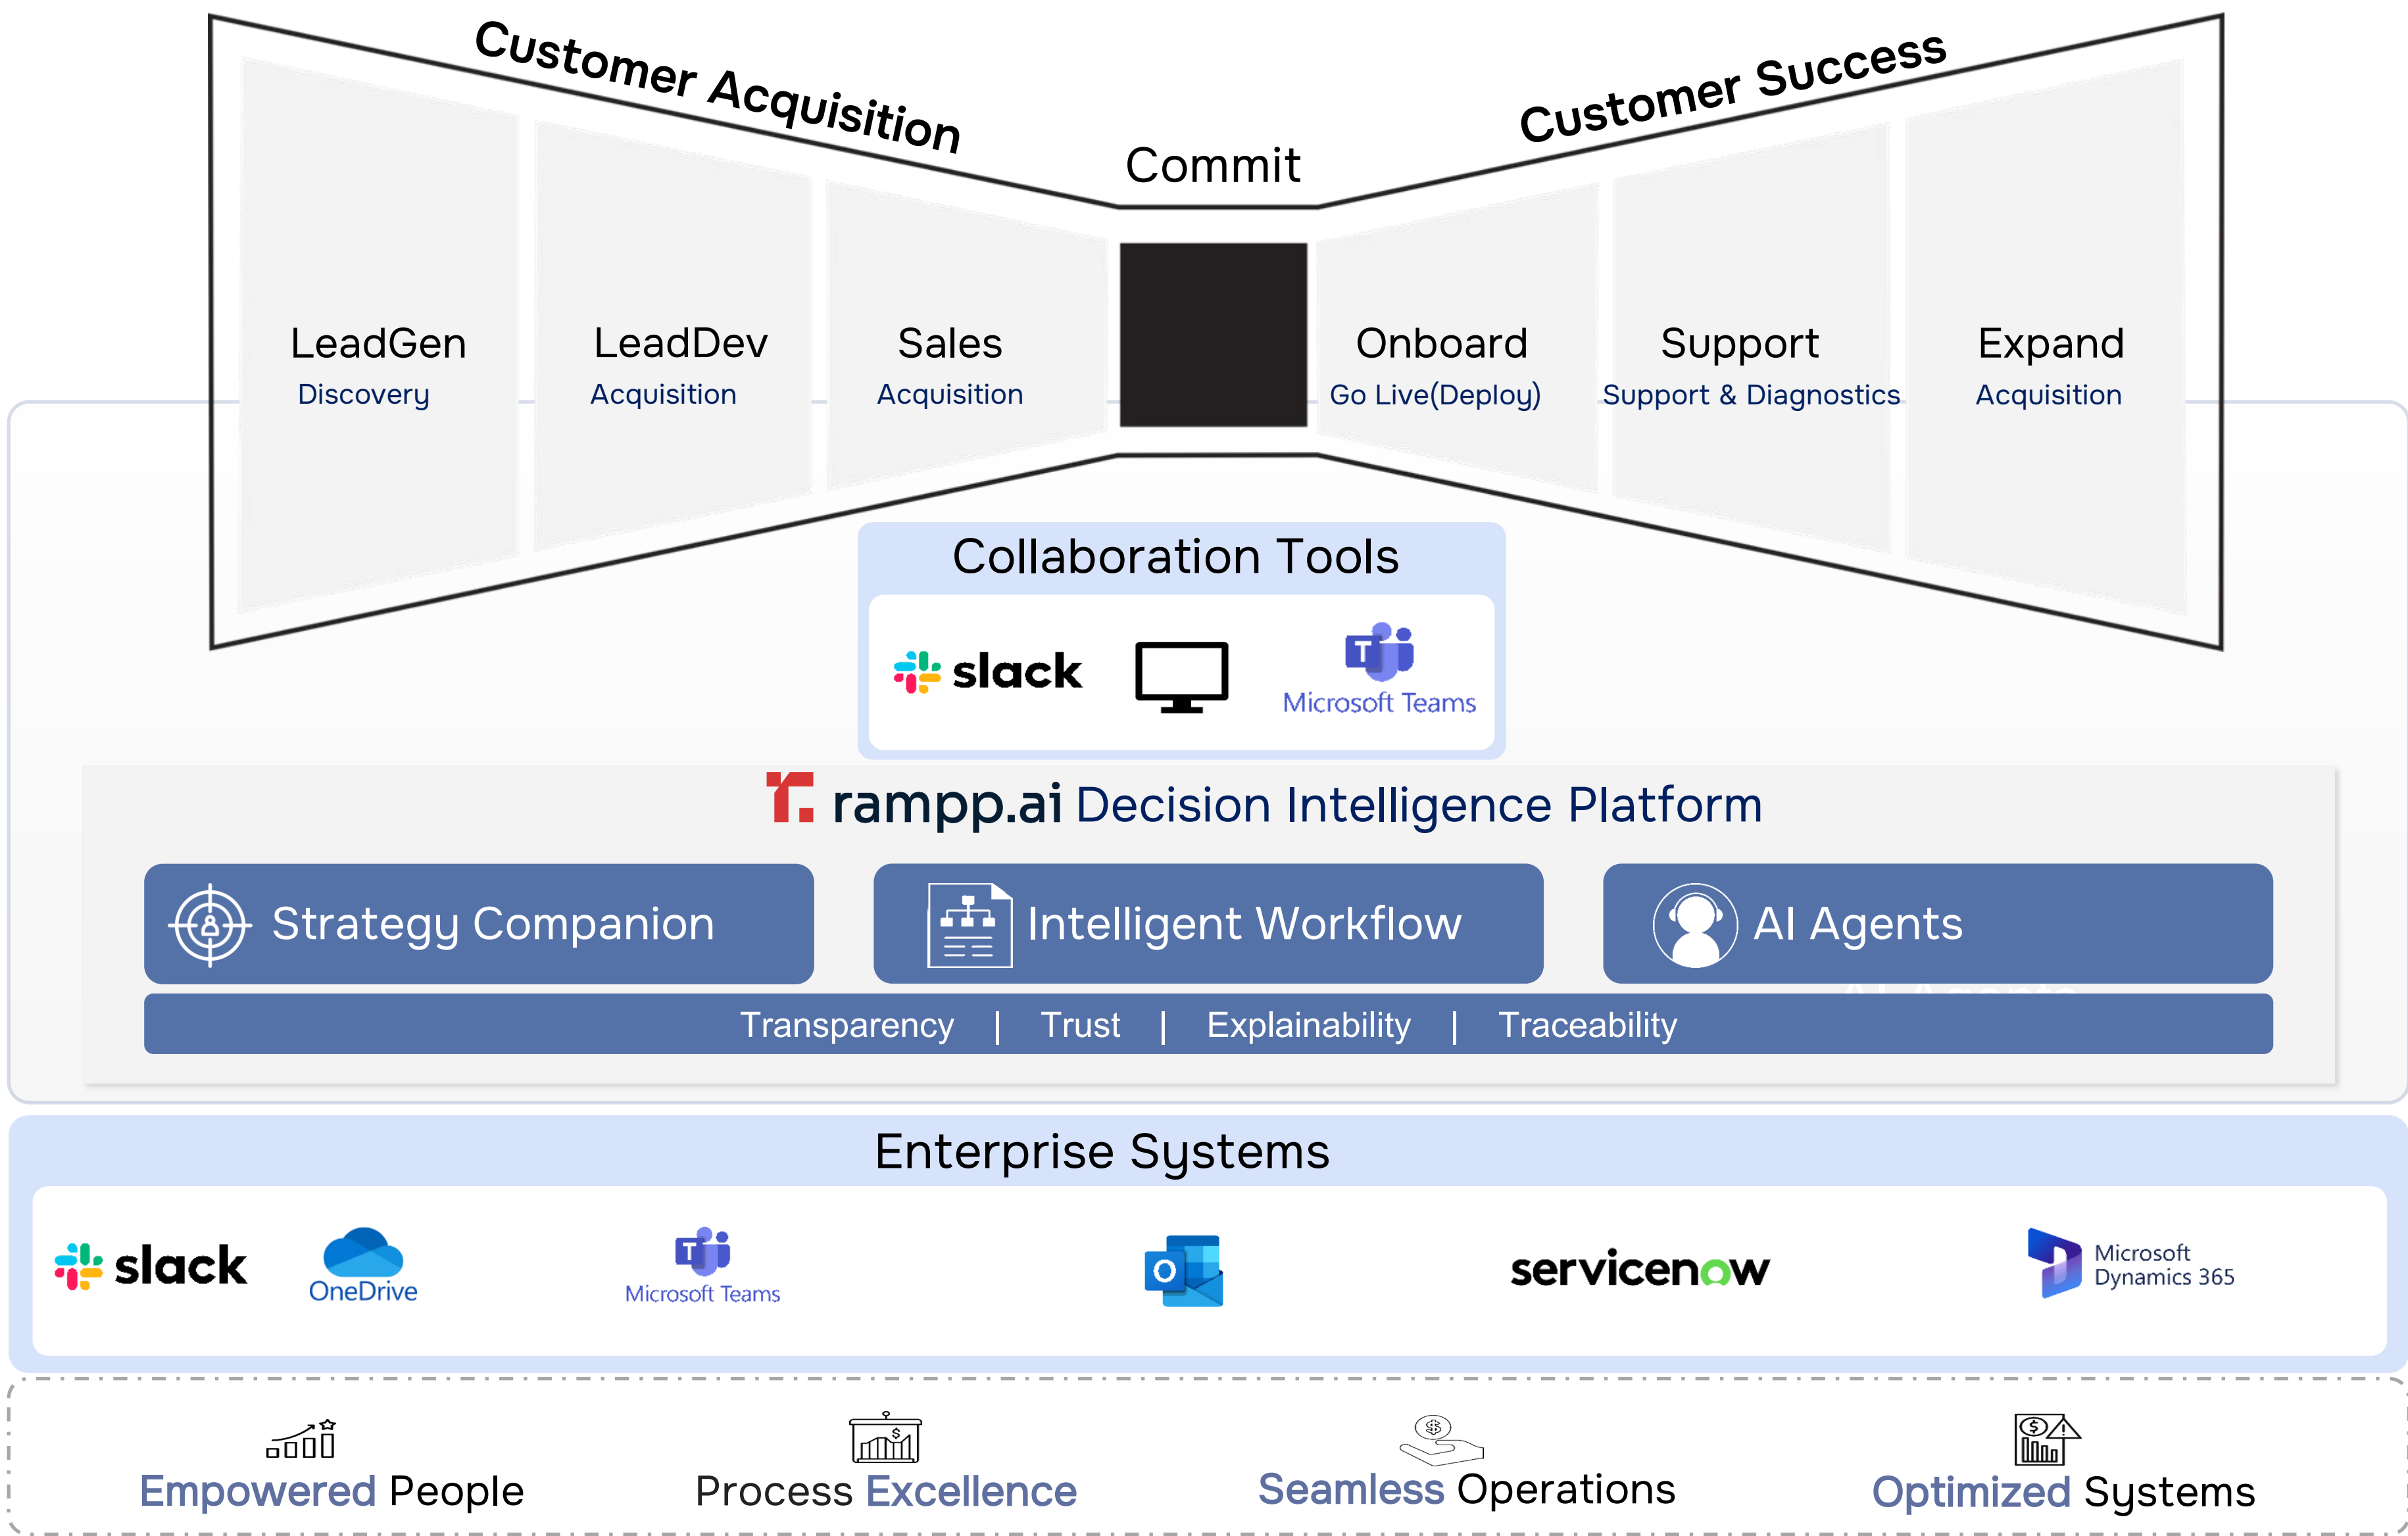 Customer Acquisition
Customer Success
Commit
LeadGen
Discovery
LeadDev
Acquisition
Sales
Acquisition
Onboard
Go Live(Deploy)
Support
Support & Diagnostics
Expand
Acquisition
Collaboration Tools
slack
T
Microsoft Teams
r. rampp.ai Decision Intelligence Platform
Strategy Companion
Intelligent Workflow
AI Agents
AI Agents
Transparency | Trust | Explainability | Traceability
Enterprise Systems
slack
OneDrive
T
Microsoft Teams
O
servicenow
Microsoft
Dynamics 365
$
$
$
Empowered People
Process Excellence
Seamless Operations
Optimized Systems